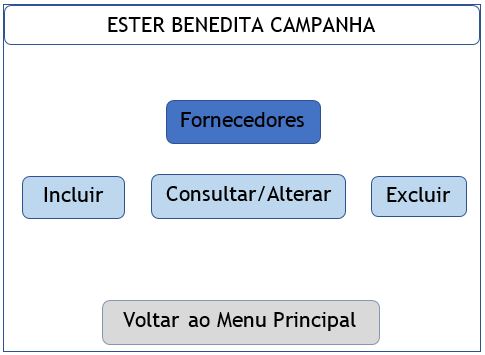 ESTER BENEDITA CAMPANHA
Fornecedores
Incluir
Consultar/Alterar
Excluir
Voltar ao Menu Principal